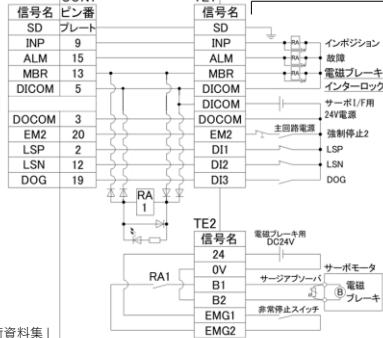 信号名 ピン番
SD プレート
INP 9
ALM 15
MBR 13
DICOM 5
DOCOM 3
EM2 20
LSP 2
LSN 12
DOG 19
信号名
SD
INP
ALM
MBR
DICOM
DICOM
DOCOM
EM2
DI1
DI2
DI3
RA
RA
RA
インポジション
故障
電磁ブレーキ
インターロック
サーボI/F用
24V電源
主回路電源
強制停止2
LSP
LSN
DOG
RA
1
TE2
信号名
24
0V
B1
B2
EMG1
EMG2
RA1
電磁ブレーキ用
DC24V
サージアブソーバ
サーボモータ
B
電磁
ブレーキ
非常停止スイッチ
資料集